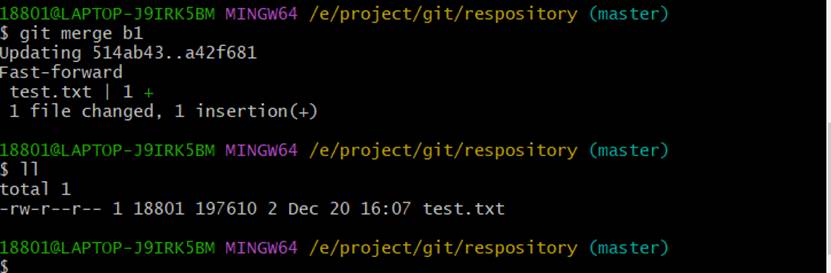 18801@LAPTOP-J9IRK5BM MINGW64 /e/project/git/respository (master)
$ git merge b1
Updating 514ab43..a42f681
Fast-forward
 test.txt | 1 +
 1 file changed, 1 insertion(+)
18801@LAPTOP-J9IRK5BM MINGW64 /e/project/git/respository (master)
$ ll
total 1
-rw-r--r-- 1 18801 197610 2 Dec 20 16:07 test.txt
18801@LAPTOP-J9IRK5BM MINGW64 /e/project/git/respository (master)
$